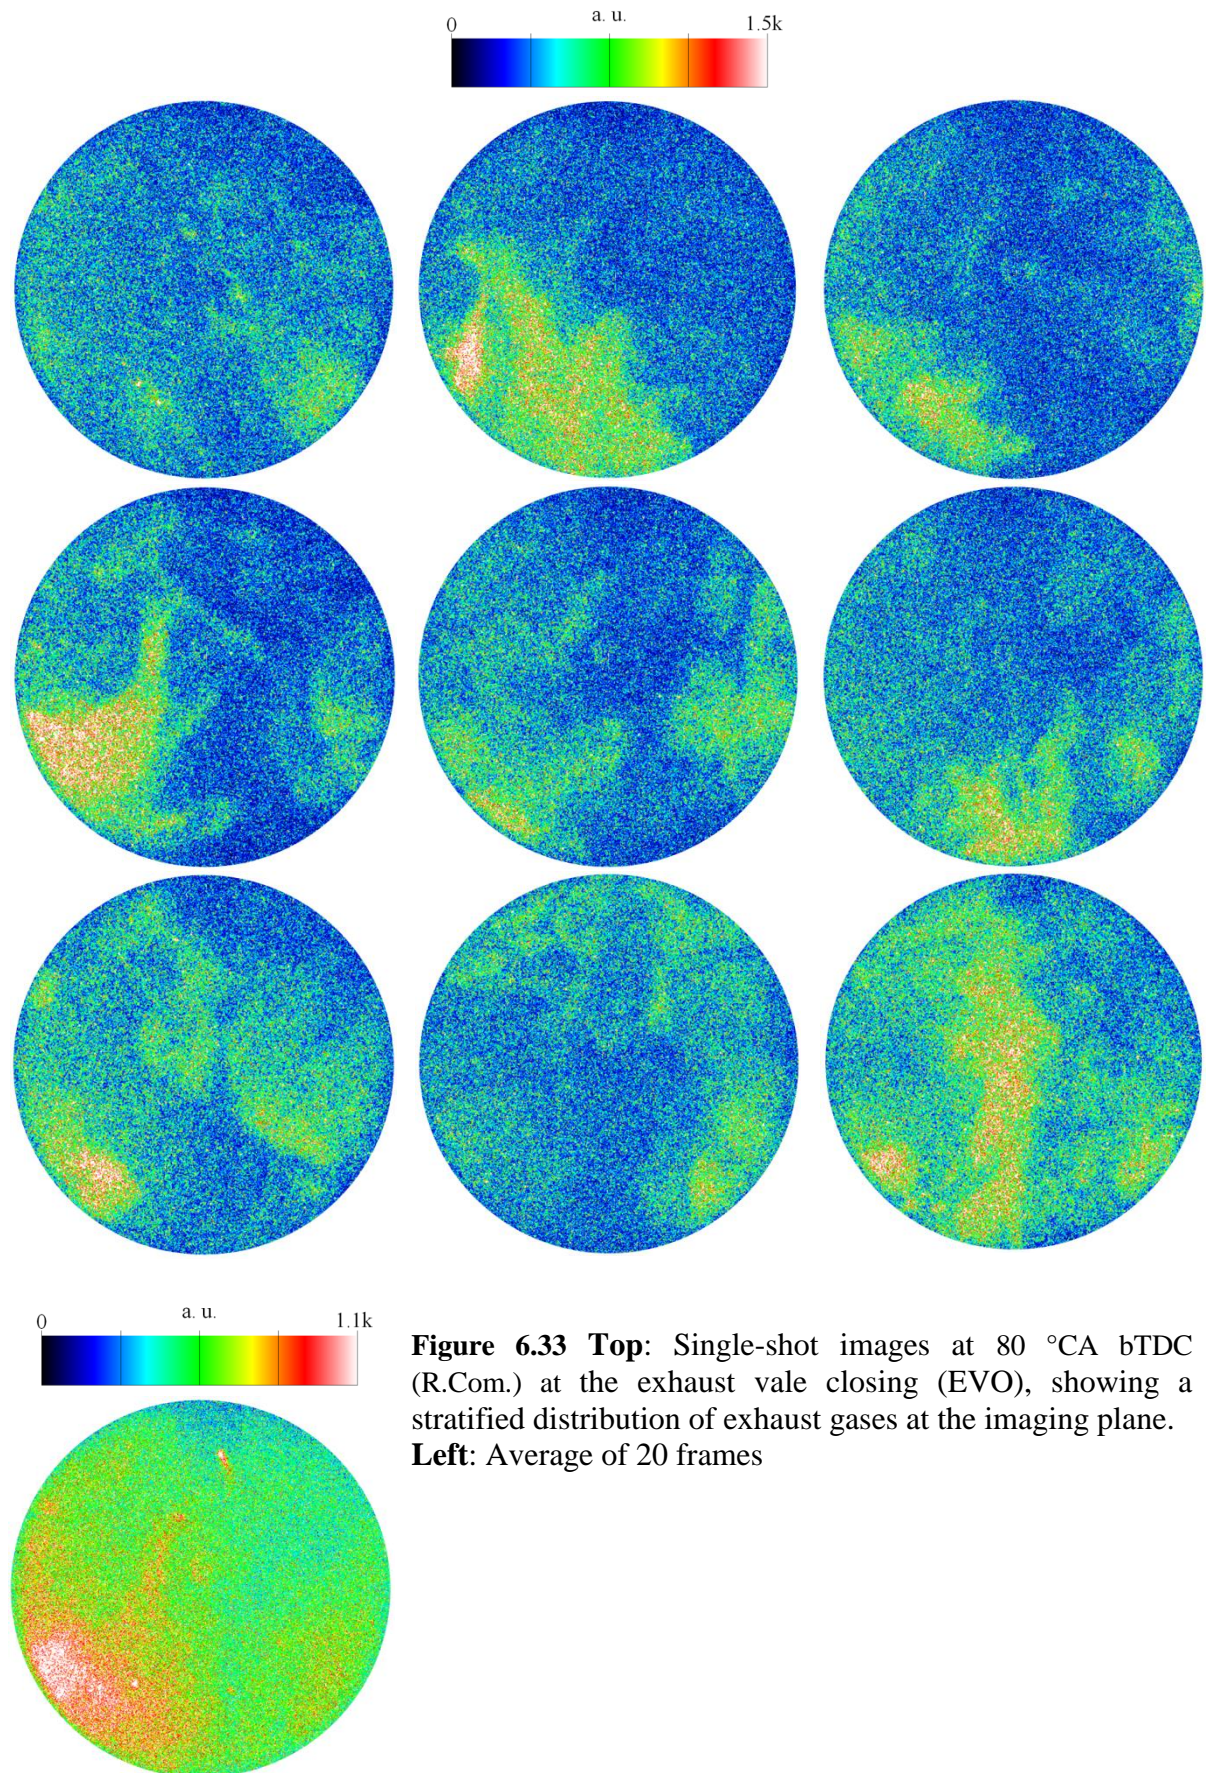 0 a. u. 1.5k
0 a. u. 1.1k
Figure 6.33 Top: Single-shot images at 80 °CA bTDC
(R.Com.) at the exhaust vale closing (EVO), showing a
stratified distribution of exhaust gases at the imaging plane.
Left: Average of 20 frames